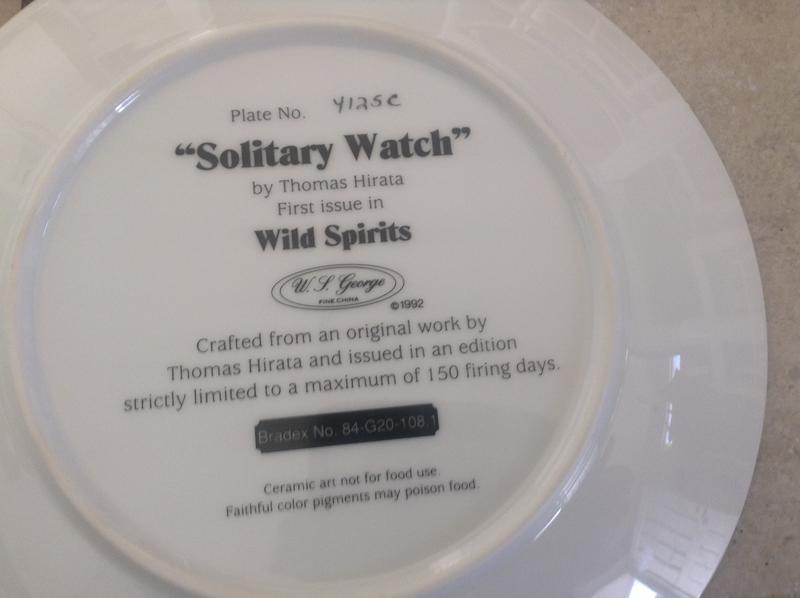 Plate No. 4125C
“Solitary Watch”
by Thomas Hirata
First issue in
Wild Spirits
W. S. George
FINE CHINA
©1992
Crafted from an original work by
Thomas Hirata and issued in an edition
strictly limited to a maximum of 150 firing days.
Bradex No. 84-G20-108.1
Ceramic art not for food use.
Faithful color pigments may poison food.